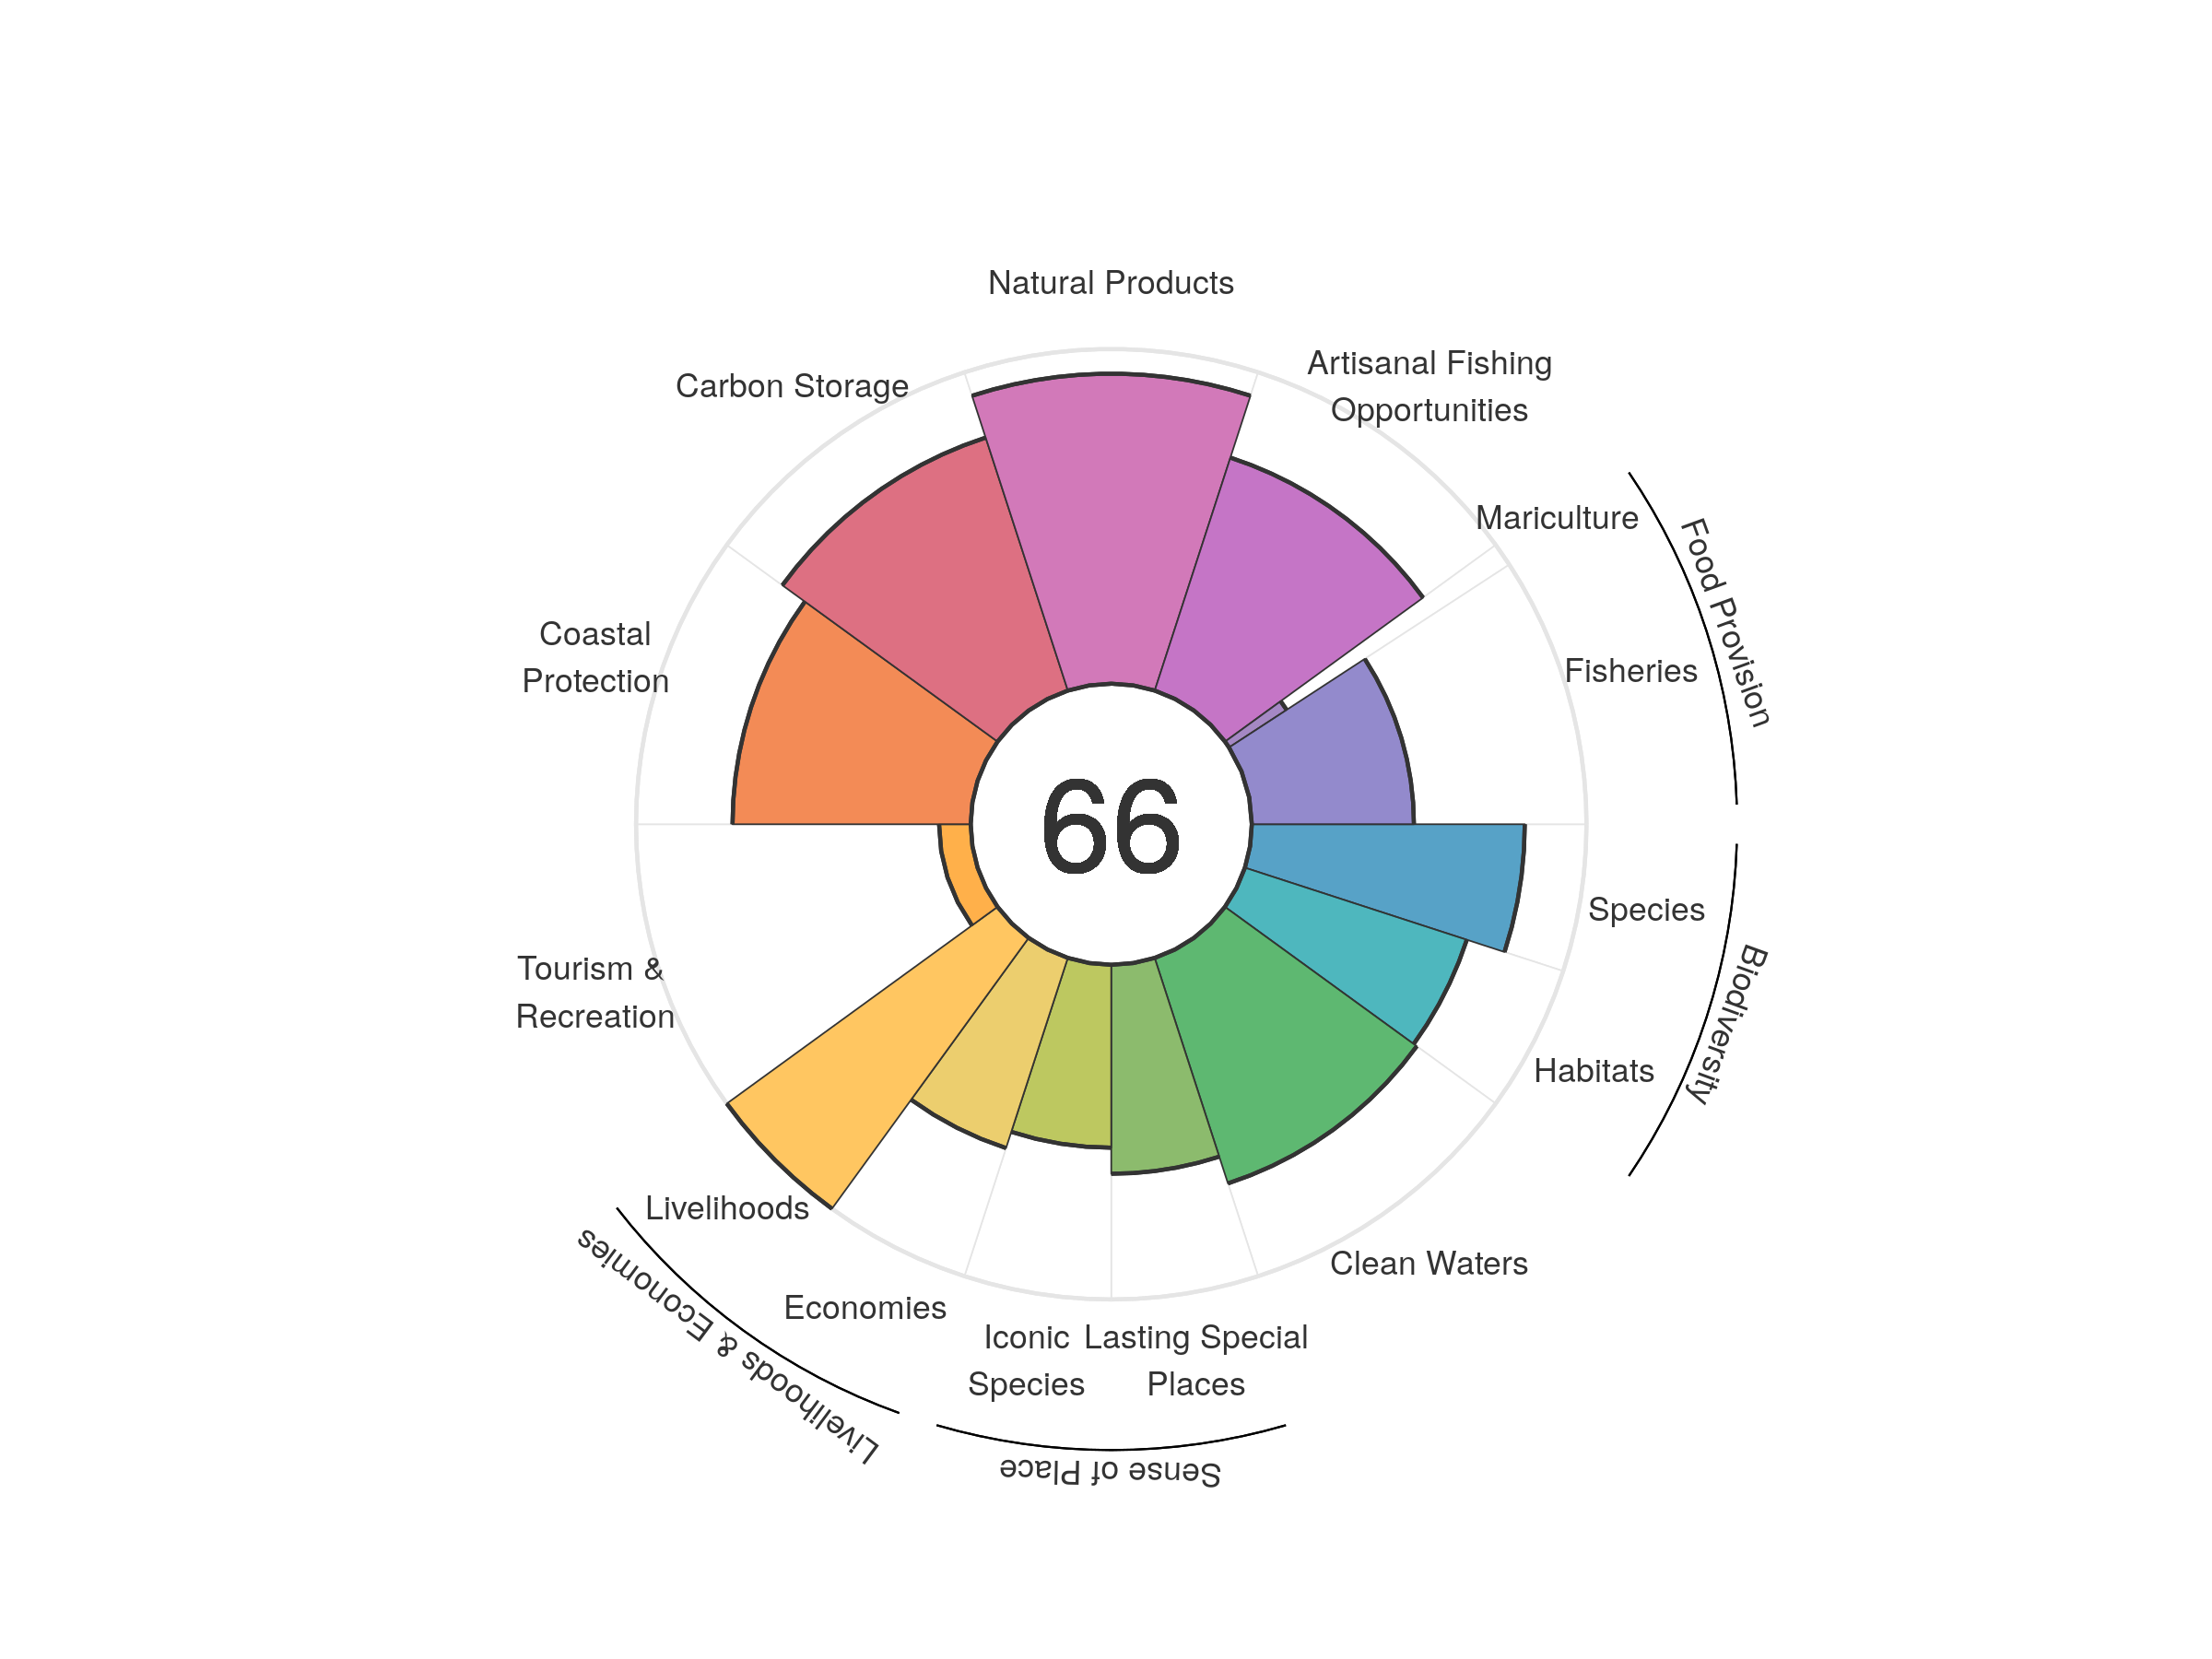 Natural Products
Carbon Storage
Artisanal Fishing
Opportunities
Mariculture
Food Provision
Fisheries
Coastal
Protection
66
Species
Biodiversity
Tourism &
Recreation
Habitats
Livelihoods
Livelihoods & Economies
Clean Waters
Economies
Iconic
Species
Lasting Special
Places
Sense of Place